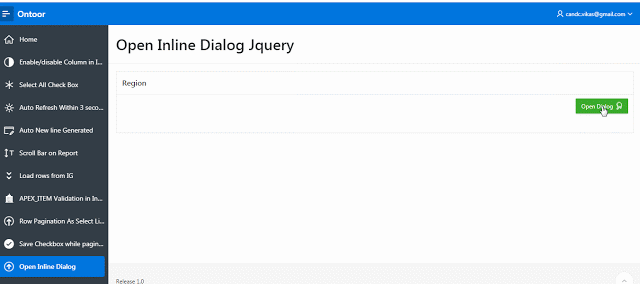 Ontoor
candc.vikas@gmail.com
Home
Enable/disable Column in I...
Select All Check Box
Auto Refresh Within 3 seco...
Auto New line Generated
Scroll Bar on Report
Load rows from IG
APEX_ITEM Validation in In...
Row Pagination As Select Li...
Save Checkbox while pagin...
Open Inline Dialog
Open Inline Dialog Jquery
Region
Open Dialog
Release 1.0